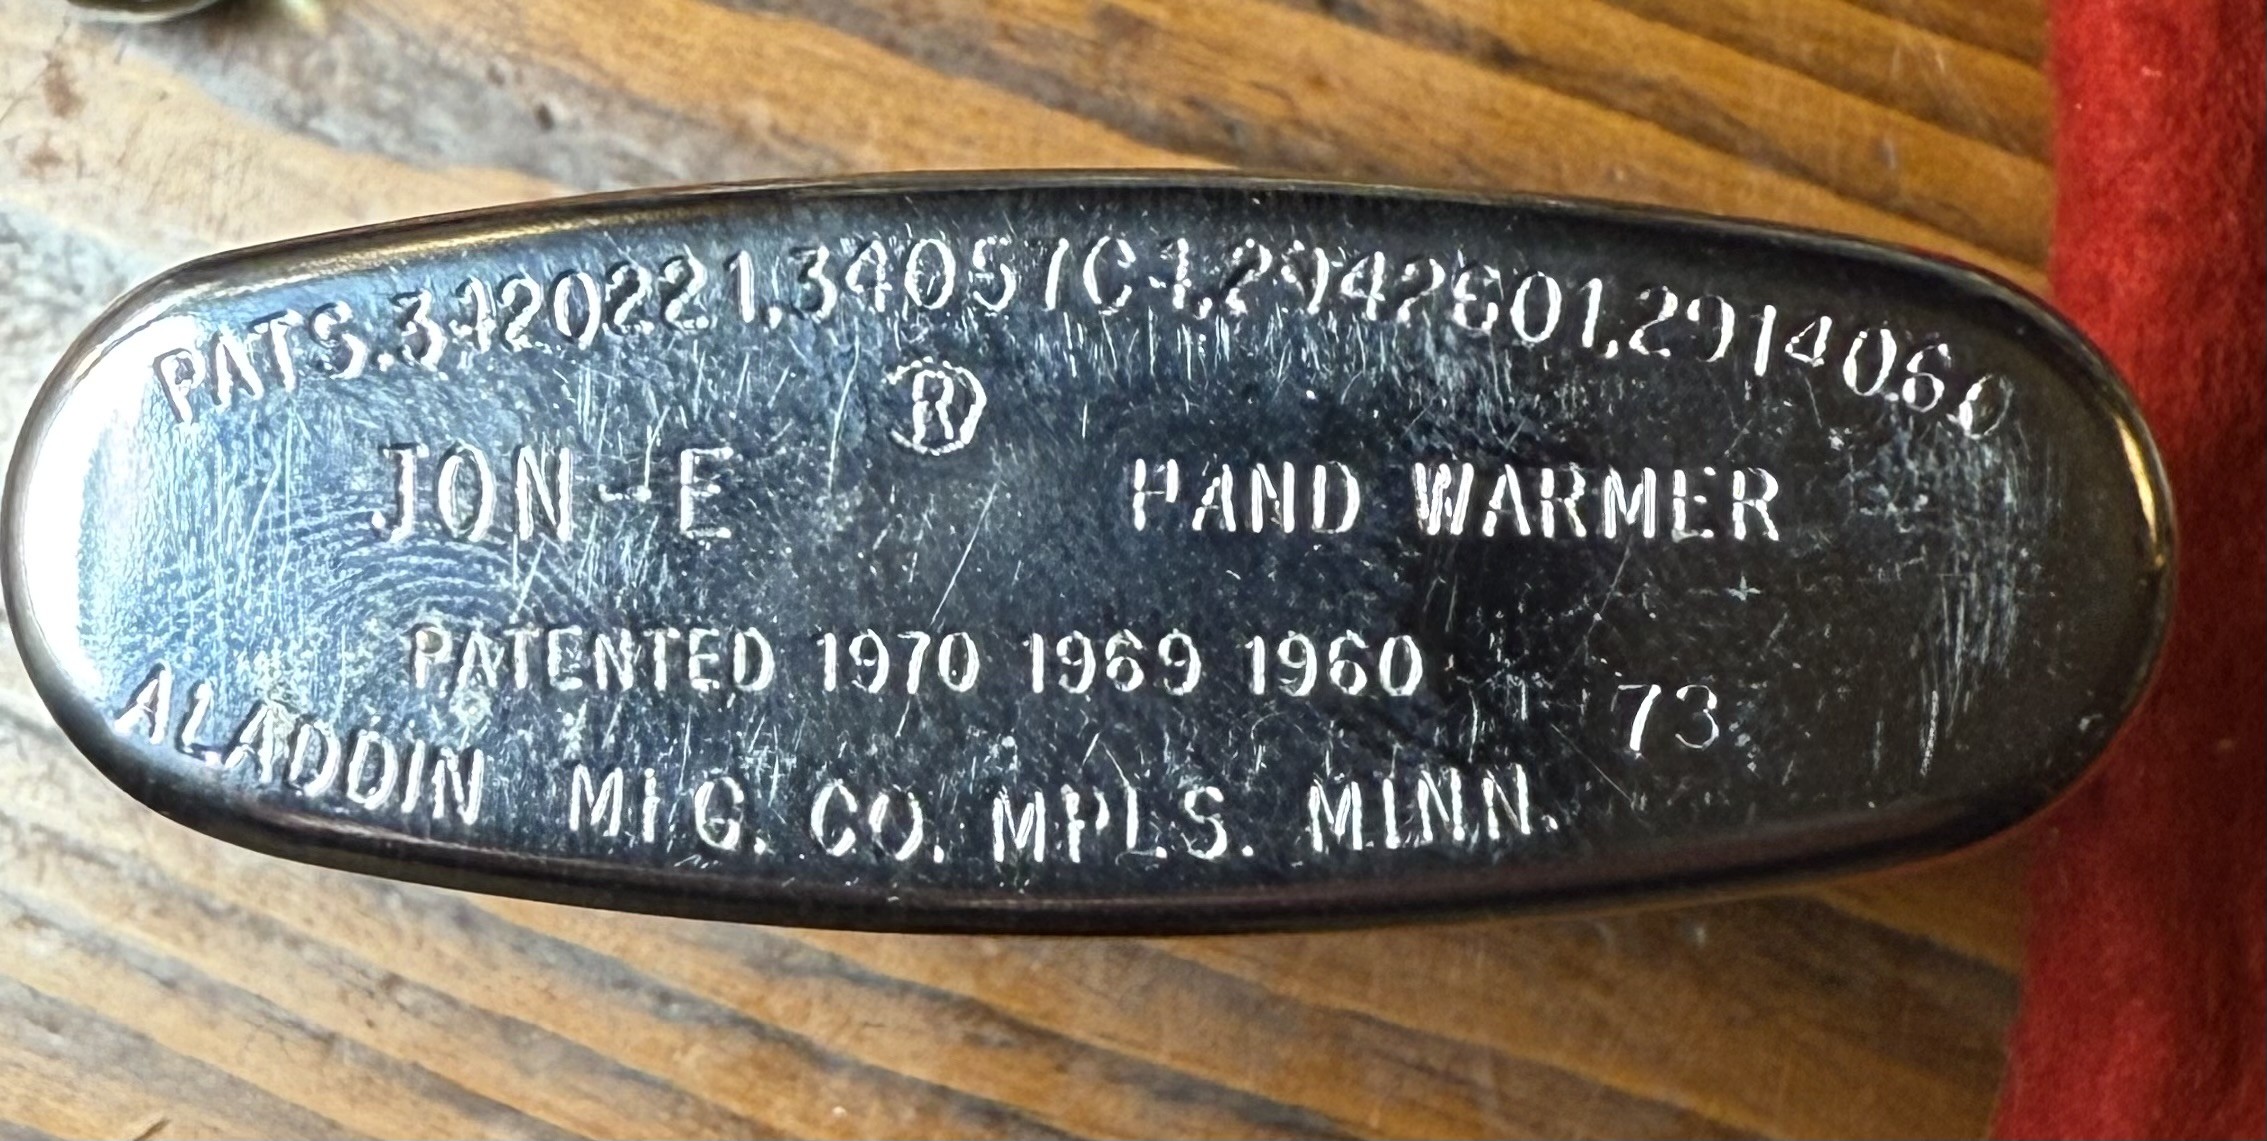 PATS.3420221,3405704,2942601,2914060
®
JON-E HAND WARMER
PATENTED 1970 1969 1960
73
ALADDIN MFG. CO. MPLS. MINN.